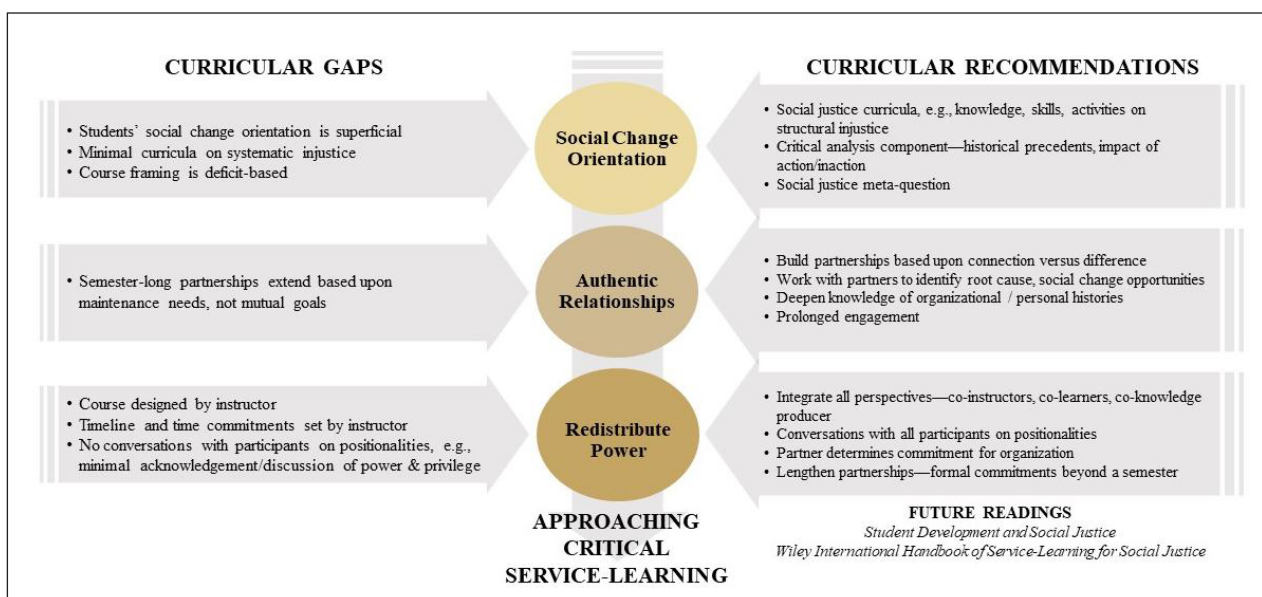 CURRICULAR GAPS
• Students’ social change orientation is superficial
• Minimal curricula on systematic injustice
• Course framing is deficit-based
Social Change
Orientation
CURRICULAR RECOMMENDATIONS
• Social justice curricula, e.g., knowledge, skills, activities on
structural injustice
• Critical analysis component—historical precedents, impact of
action/inaction
• Social justice meta-question
• Semester-long partnerships extend based upon
maintenance needs, not mutual goals
Authentic
Relationships
• Build partnerships based upon connection versus difference
• Work with partners to identify root cause, social change opportunities
• Deepen knowledge of organizational / personal histories
• Prolonged engagement
• Course designed by instructor
• Timeline and time commitments set by instructor
• No conversations with participants on positionalities, e.g.,
minimal acknowledgement/discussion of power & privilege
Redistribute
Power
• Integrate all perspectives—co-instructors, co-learners, co-knowledge
producer
• Conversations with all participants on positionalities
• Partner determines commitment for organization
• Lengthen partnerships—formal commitments beyond a semester
APPROACHING
CRITICAL
SERVICE-LEARNING
FUTURE READINGS
Student Development and Social Justice
Wiley International Handbook of Service-Learning for Social Justice